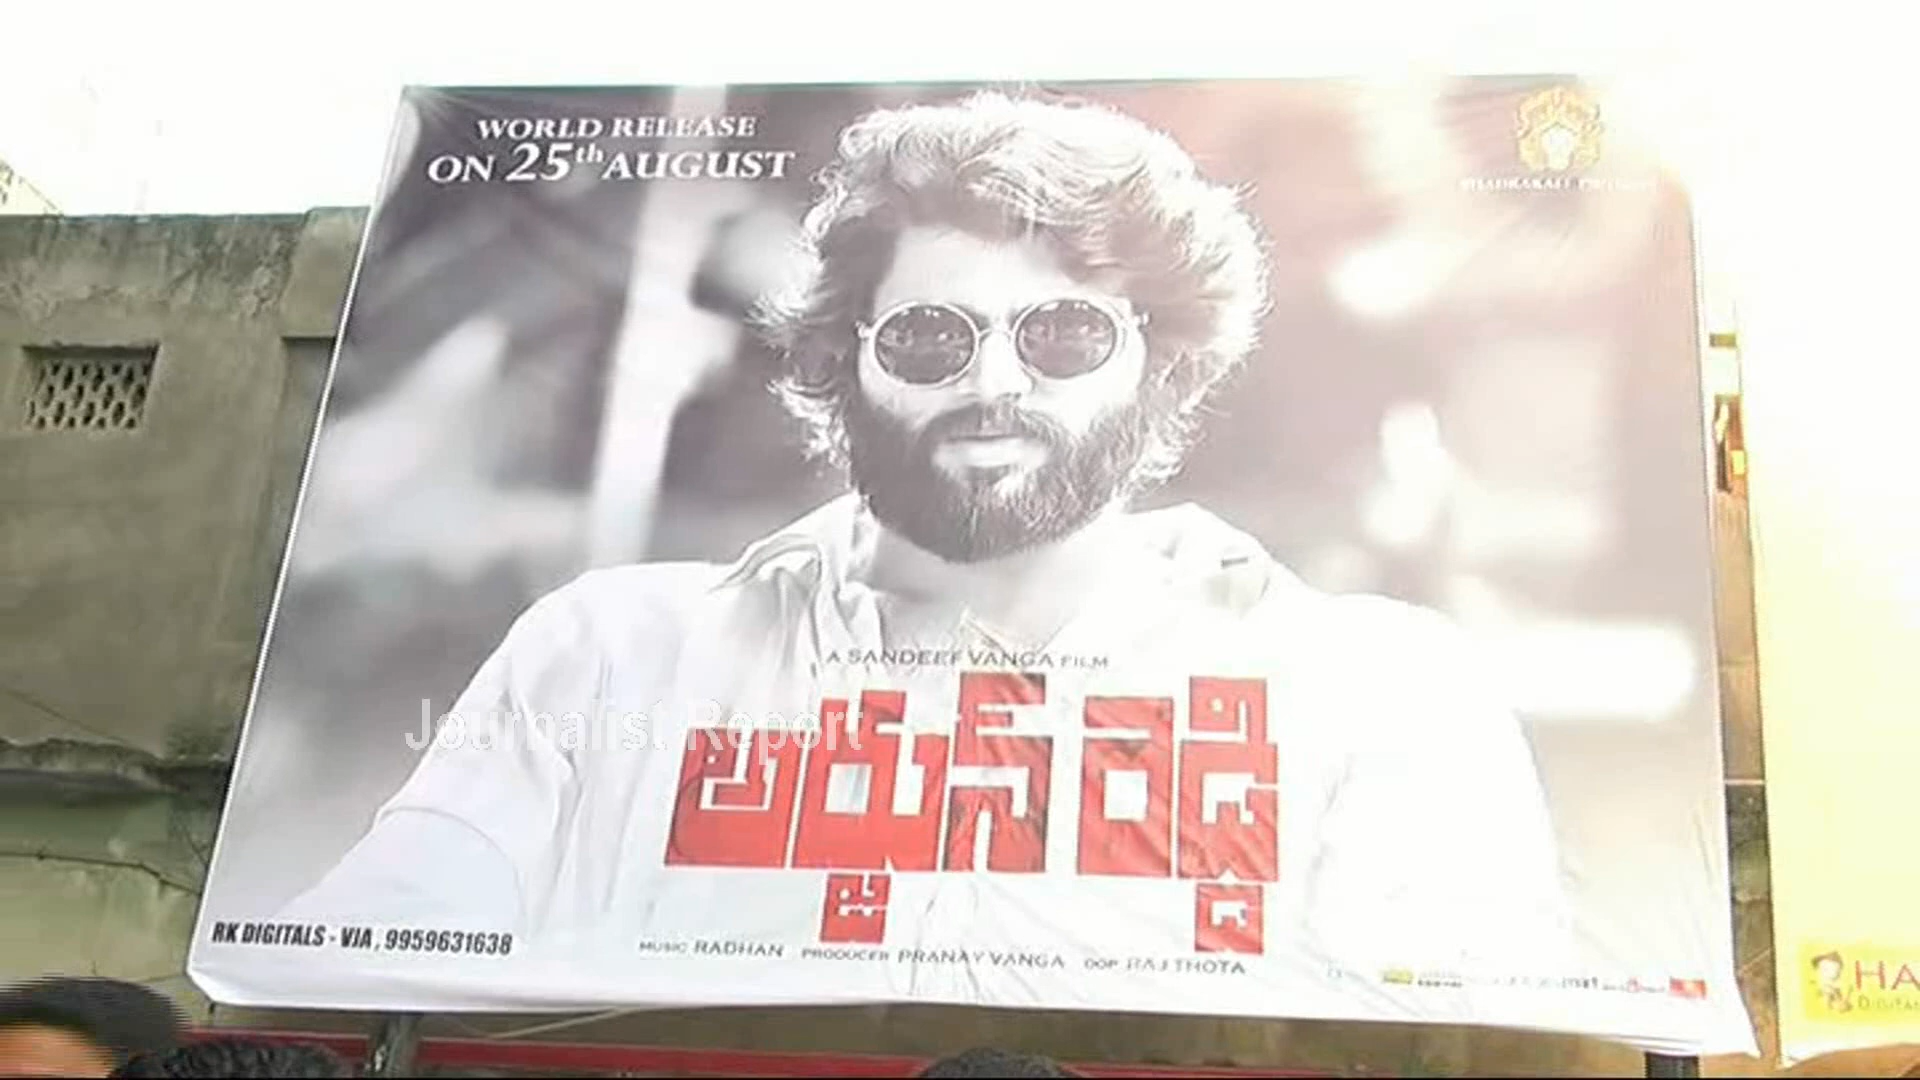 WORLD RELEASE
ON 25th AUGUST
A SANDEEP VANGA FILM
అర్జున్ రెడ్డి
Journalist Report
RK DIGITALS - VJA, 9959631638
MUSIC RADHAN PRODUCER PRANAY VANGA DOP RAJ THOTA
HA